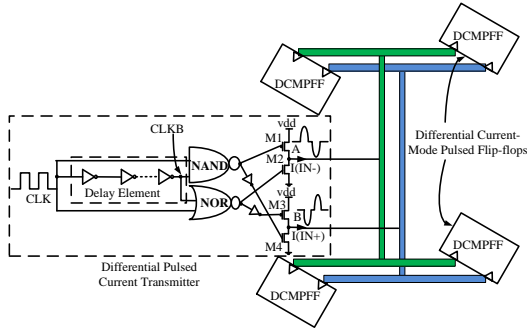 DCMPFF
DCMPFF
Differential Current-
Mode Pulsed Flip-flops
CLKB
vdd
M1
A
NAND
M2
I(IN-)
vdd
Delay Element
CLK
NOR
M3
B
I(IN+)
M4
Differential Pulsed
Current Transmitter
DCMPFF
DCMPFF